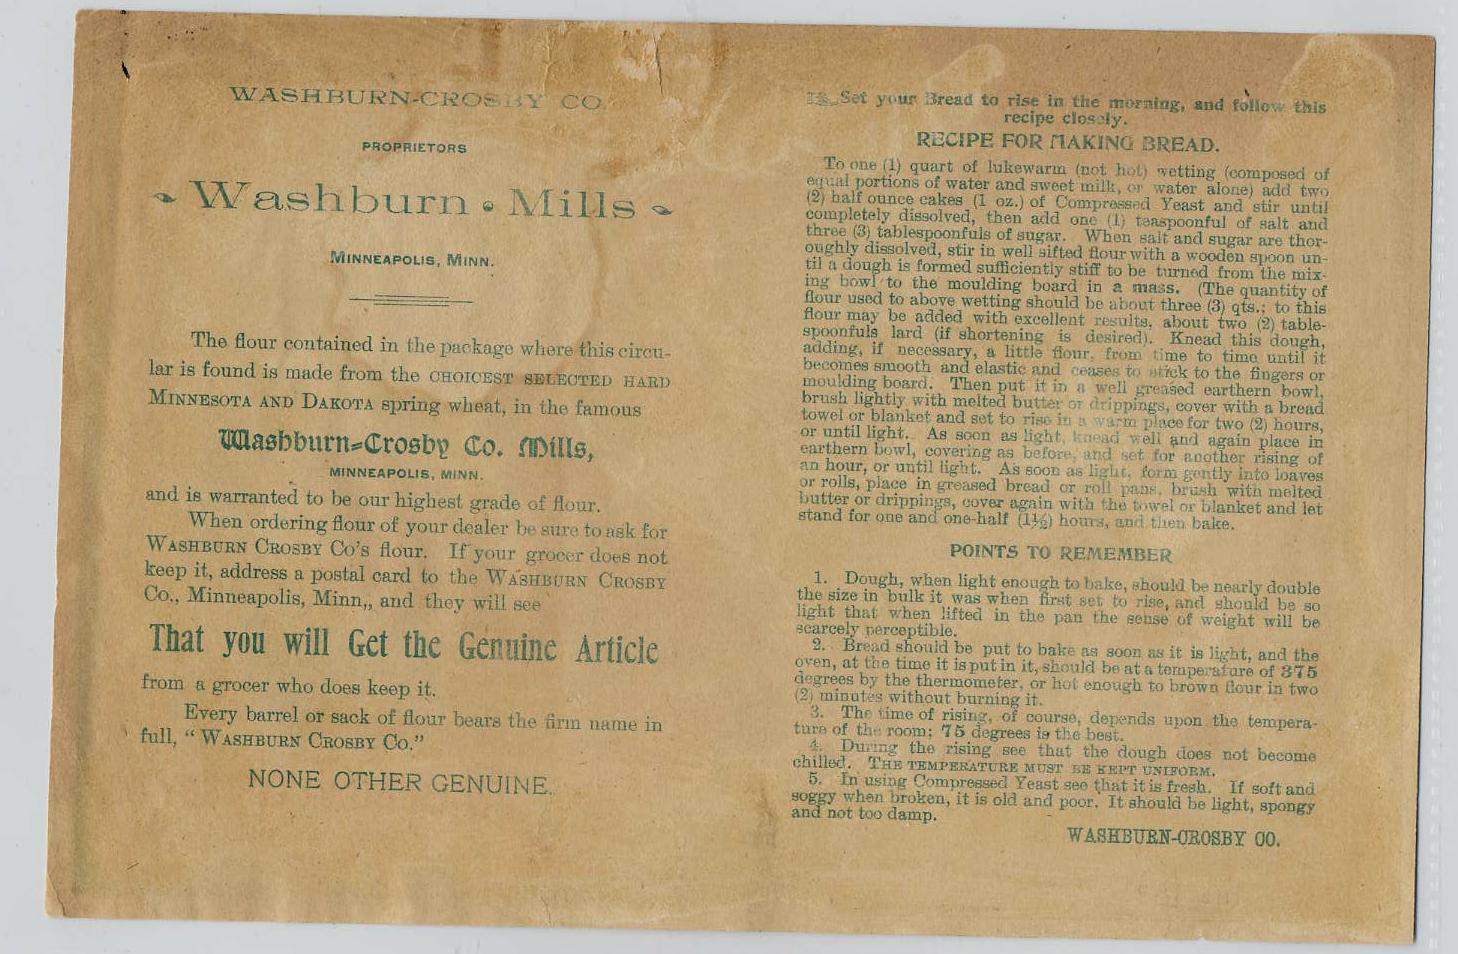 WASHBURN-CROSBY CO.
PROPRIETORS
Washburn • Mills
MINNEAPOLIS, MINN.
The flour contained in the package where this circu-
lar is found is made from the CHOICEST SELECTED HARD
MINNESOTA AND DAKOTA spring wheat, in the famous
Washburn-Crosby Co. Mills,
MINNEAPOLIS, MINN.
and is warranted to be our highest grade of flour.
When ordering flour of your dealer be sure to ask for
WASHBURN CROSBY Co's flour. If your grocer does not
keep it, address a postal card to the WASHBURN CROSBY
Co., Minneapolis, Minn,, and they will see
That you will Get the Genuine Article
from a grocer who does keep it.
Every barrel or sack of flour bears the firm name in
full, “ WASHBURN CROSBY Co.”
NONE OTHER GENUINE.
Set your Bread to rise in the morning, and follow this
recipe closely.
RECIPE FOR MAKING BREAD.
To one (1) quart of lukewarm (not hot) wetting (composed of
equal portions of water and sweet milk, or water alone) add two
(2) half ounce cakes (1 oz.) of Compressed Yeast and stir until
completely dissolved, then add one (1) teaspoonful of salt and
three (3) tablespoonfuls of sugar. When salt and sugar are thor-
oughly dissolved, stir in well sifted flour with a wooden spoon un-
til a dough is formed sufficiently stiff to be turned from the mix-
ing bowl to the moulding board in a mass. (The quantity of
flour used to above wetting should be about three (3) qts.; to this
flour may be added with excellent results, about two (2) table-
spoonfuls lard (if shortening is desired). Knead this dough,
adding, if necessary, a little flour, from time to time until it
becomes smooth and elastic and ceases to stick to the fingers or
moulding board. Then put it in a well greased earthern bowl,
brush lightly with melted butter or drippings, cover with a bread
towel or blanket and set to rise in a warm place for two (2) hours,
or until light. As soon as light, knead well and again place in
earthern bowl, covering as before, and set for another rising of
an hour, or until light. As soon as light, form gently into loaves
or rolls, place in greased bread or roll pans, brush with melted
butter or drippings, cover again with the towel or blanket and let
stand for one and one-half (1½) hours, and then bake.
POINTS TO REMEMBER
1. Dough, when light enough to bake, should be nearly double
the size in bulk it was when first set to rise, and should be so
light that when lifted in the pan the sense of weight will be
scarcely perceptible.
2. Bread should be put to bake as soon as it is light, and the
oven, at the time it is put in it, should be at a temperature of 375
degrees by the thermometer, or hot enough to brown flour in two
(2) minutes without burning it.
3. The time of rising, of course, depends upon the tempera-
ture of the room; 75 degrees is the best.
4. During the rising see that the dough does not become
chilled. THE TEMPERATURE MUST BE KEPT UNIFORM.
5. In using Compressed Yeast see that it is fresh. If soft and
soggy when broken, it is old and poor. It should be light, spongy
and not too damp.
WASHBURN-CROSBY CO.